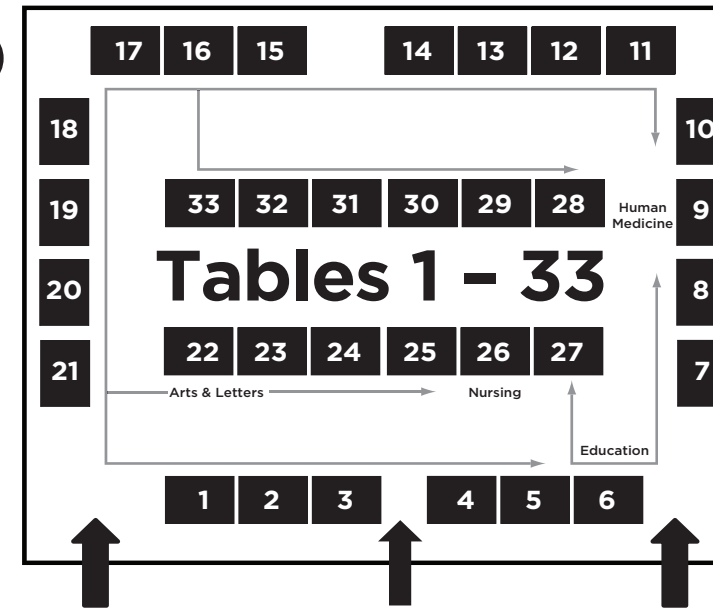 17 16 15 14 13 12 11
18 10
33 32 31 30 29 28
19 Human 9
Medicine
Tables 1 – 33
20 8
22 23 24 25 26 27
21 7
Arts & Letters Nursing
Education
1 2 3 4 5 6